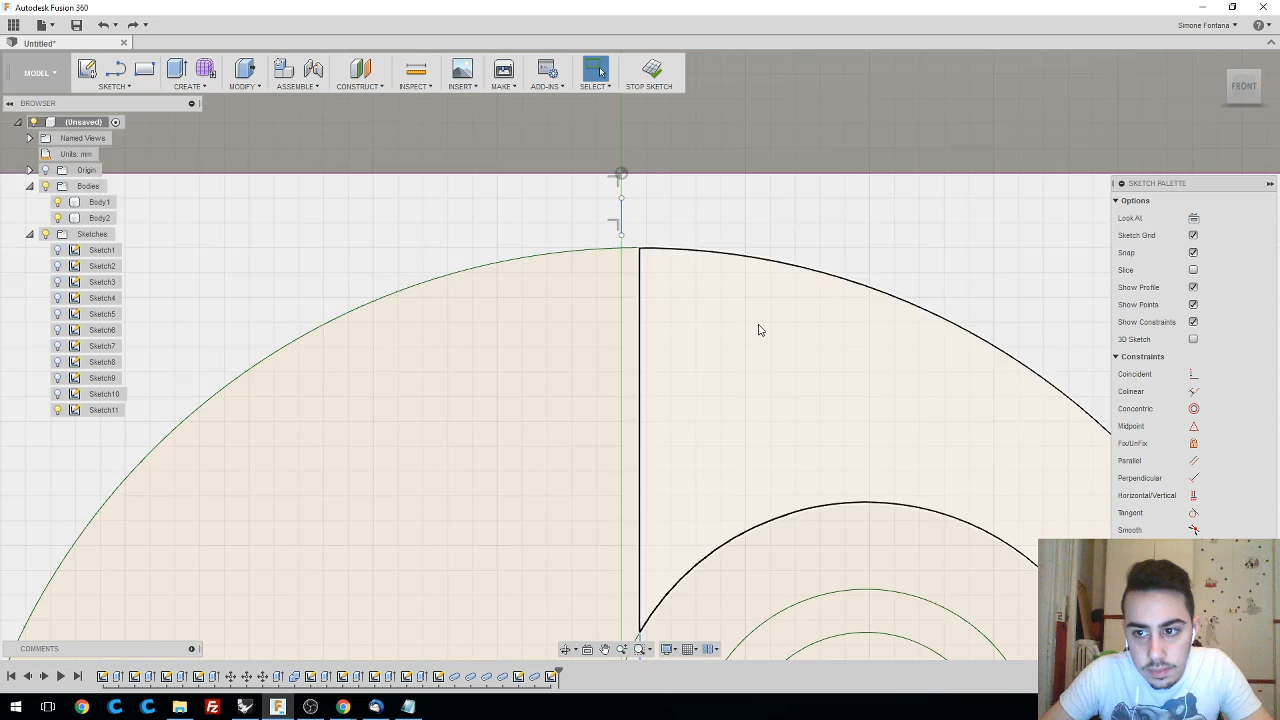 Autodesk Fusion 360
Simone Fontana
Untitled*
MODEL
SKETCH
CREATE
MODIFY
ASSEMBLE
CONSTRUCT
INSPECT
INSERT
MAKE
ADD-INS
SELECT
STOP SKETCH
FRONT
BROWSER
(Unsaved)
Named Views
Units: mm
Origin
Bodies
Body1
Body2
Sketches
Sketch1
Sketch2
Sketch3
Sketch4
Sketch5
Sketch6
Sketch7
Sketch8
Sketch9
Sketch10
Sketch11
SKETCH PALETTE
Options
Look At
Sketch Grid
Snap
Slice
Show Profile
Show Points
Show Constraints
3D Sketch
Constraints
Coincident
Colinear
Concentric
Midpoint
Fix/UnFix
Parallel
Perpendicular
Horizontal/Vertical
Tangent
Smooth
COMMENTS